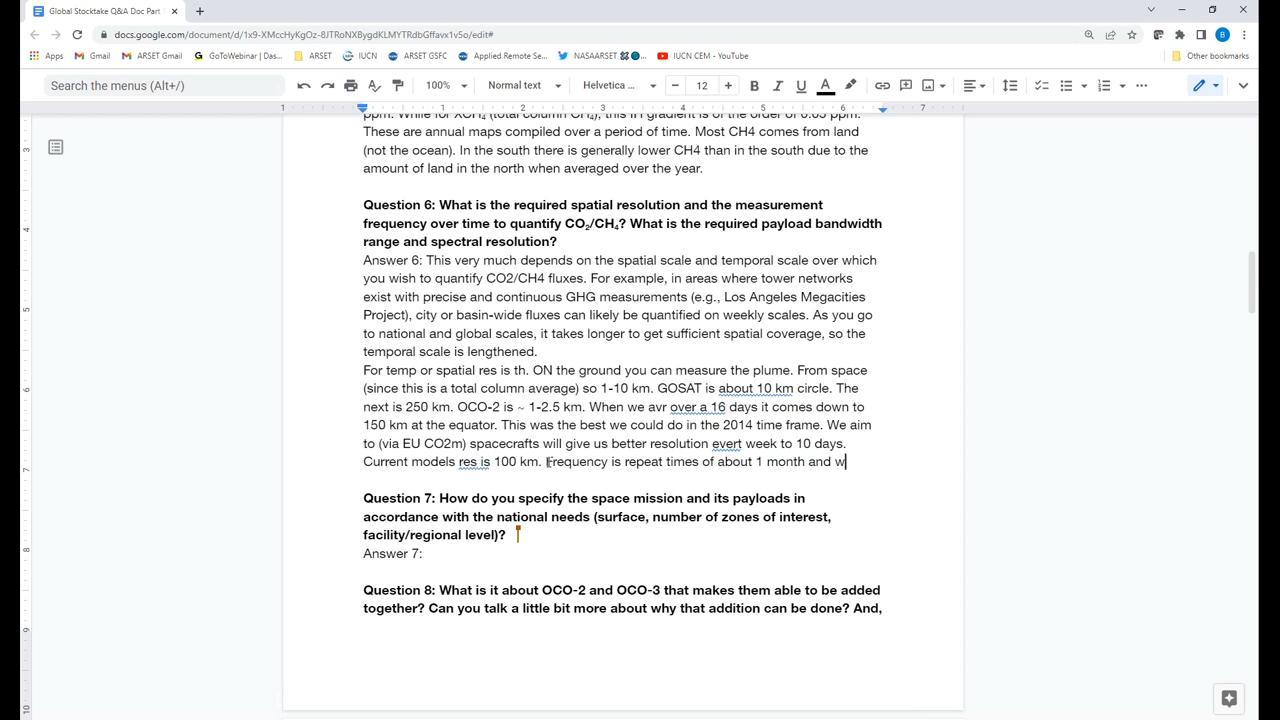 Global Stocktake Q&A Doc Part
docs.google.com/document/d/1x9-XMccHyKgOz-8JTRoNXBygdKLMYTRdbGffavx1v5o/edit#
Apps Gmail ARSET Gmail GoToWebinar | Das... ARSET IUCN ARSET GSFC Applied Remote Se... NASAARSET IUCN CEM - YouTube Other bookmarks
Search the menus (Alt+/) 100% Normal text Helvetica ... 12 B I U A
1 1 2 3 4 5 6 7
ppm. While for XCH₄ (total column CH₄), this IH gradient is of the order of 0.05 ppm.
These are annual maps compiled over a period of time. Most CH4 comes from land
(not the ocean). In the south there is generally lower CH4 than in the south due to the
amount of land in the north when averaged over the year.
Question 6: What is the required spatial resolution and the measurement
frequency over time to quantify CO₂/CH₄? What is the required payload bandwidth
range and spectral resolution?
Answer 6: This very much depends on the spatial scale and temporal scale over which
you wish to quantify CO2/CH4 fluxes. For example, in areas where tower networks
exist with precise and continuous GHG measurements (e.g., Los Angeles Megacities
Project), city or basin-wide fluxes can likely be quantified on weekly scales. As you go
to national and global scales, it takes longer to get sufficient spatial coverage, so the
temporal scale is lengthened.
For temp or spatial res is th. ON the ground you can measure the plume. From space
(since this is a total column average) so 1-10 km. GOSAT is about 10 km circle. The
next is 250 km. OCO-2 is ~ 1-2.5 km. When we avr over a 16 days it comes down to
150 km at the equator. This was the best we could do in the 2014 time frame. We aim
to (via EU CO2m) spacecrafts will give us better resolution evert week to 10 days.
Current models res is 100 km. Frequency is repeat times of about 1 month and w
Question 7: How do you specify the space mission and its payloads in
accordance with the national needs (surface, number of zones of interest,
facility/regional level)?
Answer 7:
Question 8: What is it about OCO-2 and OCO-3 that makes them able to be added
together? Can you talk a little bit more about why that addition can be done? And,